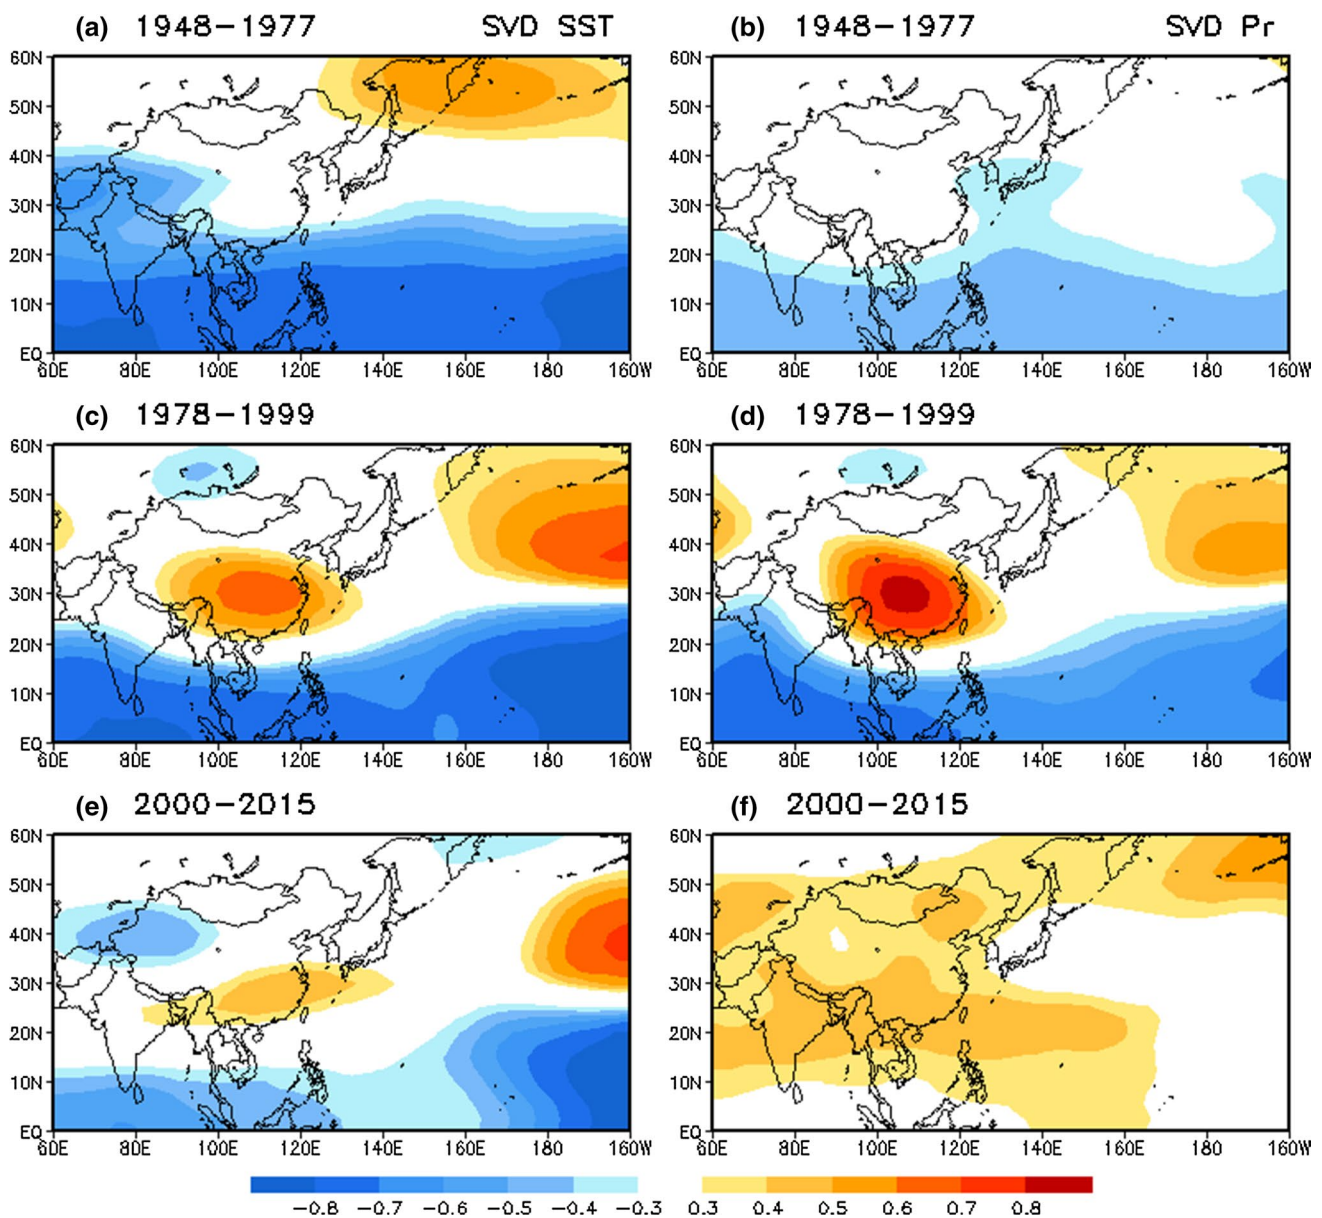 (a) 1948–1977 SVD SST
(b) 1948–1977 SVD Pr
60N
50N
40N
30N
20N
10N
EQ
60E 80E 100E 120E 140E 160E 180 160W
60N
50N
40N
30N
20N
10N
EQ
60E 80E 100E 120E 140E 160E 180 160W
(c) 1978–1999
(d) 1978–1999
60N
50N
40N
30N
20N
10N
EQ
60E 80E 100E 120E 140E 160E 180 160W
60N
50N
40N
30N
20N
10N
EQ
60E 80E 100E 120E 140E 160E 180 160W
(e) 2000–2015
(f) 2000–2015
60N
50N
40N
30N
20N
10N
EQ
60E 80E 100E 120E 140E 160E 180 160W
60N
50N
40N
30N
20N
10N
EQ
60E 80E 100E 120E 140E 160E 180 160W
−0.8 −0.7 −0.6 −0.5 −0.4 −0.3 0.3 0.4 0.5 0.6 0.7 0.8